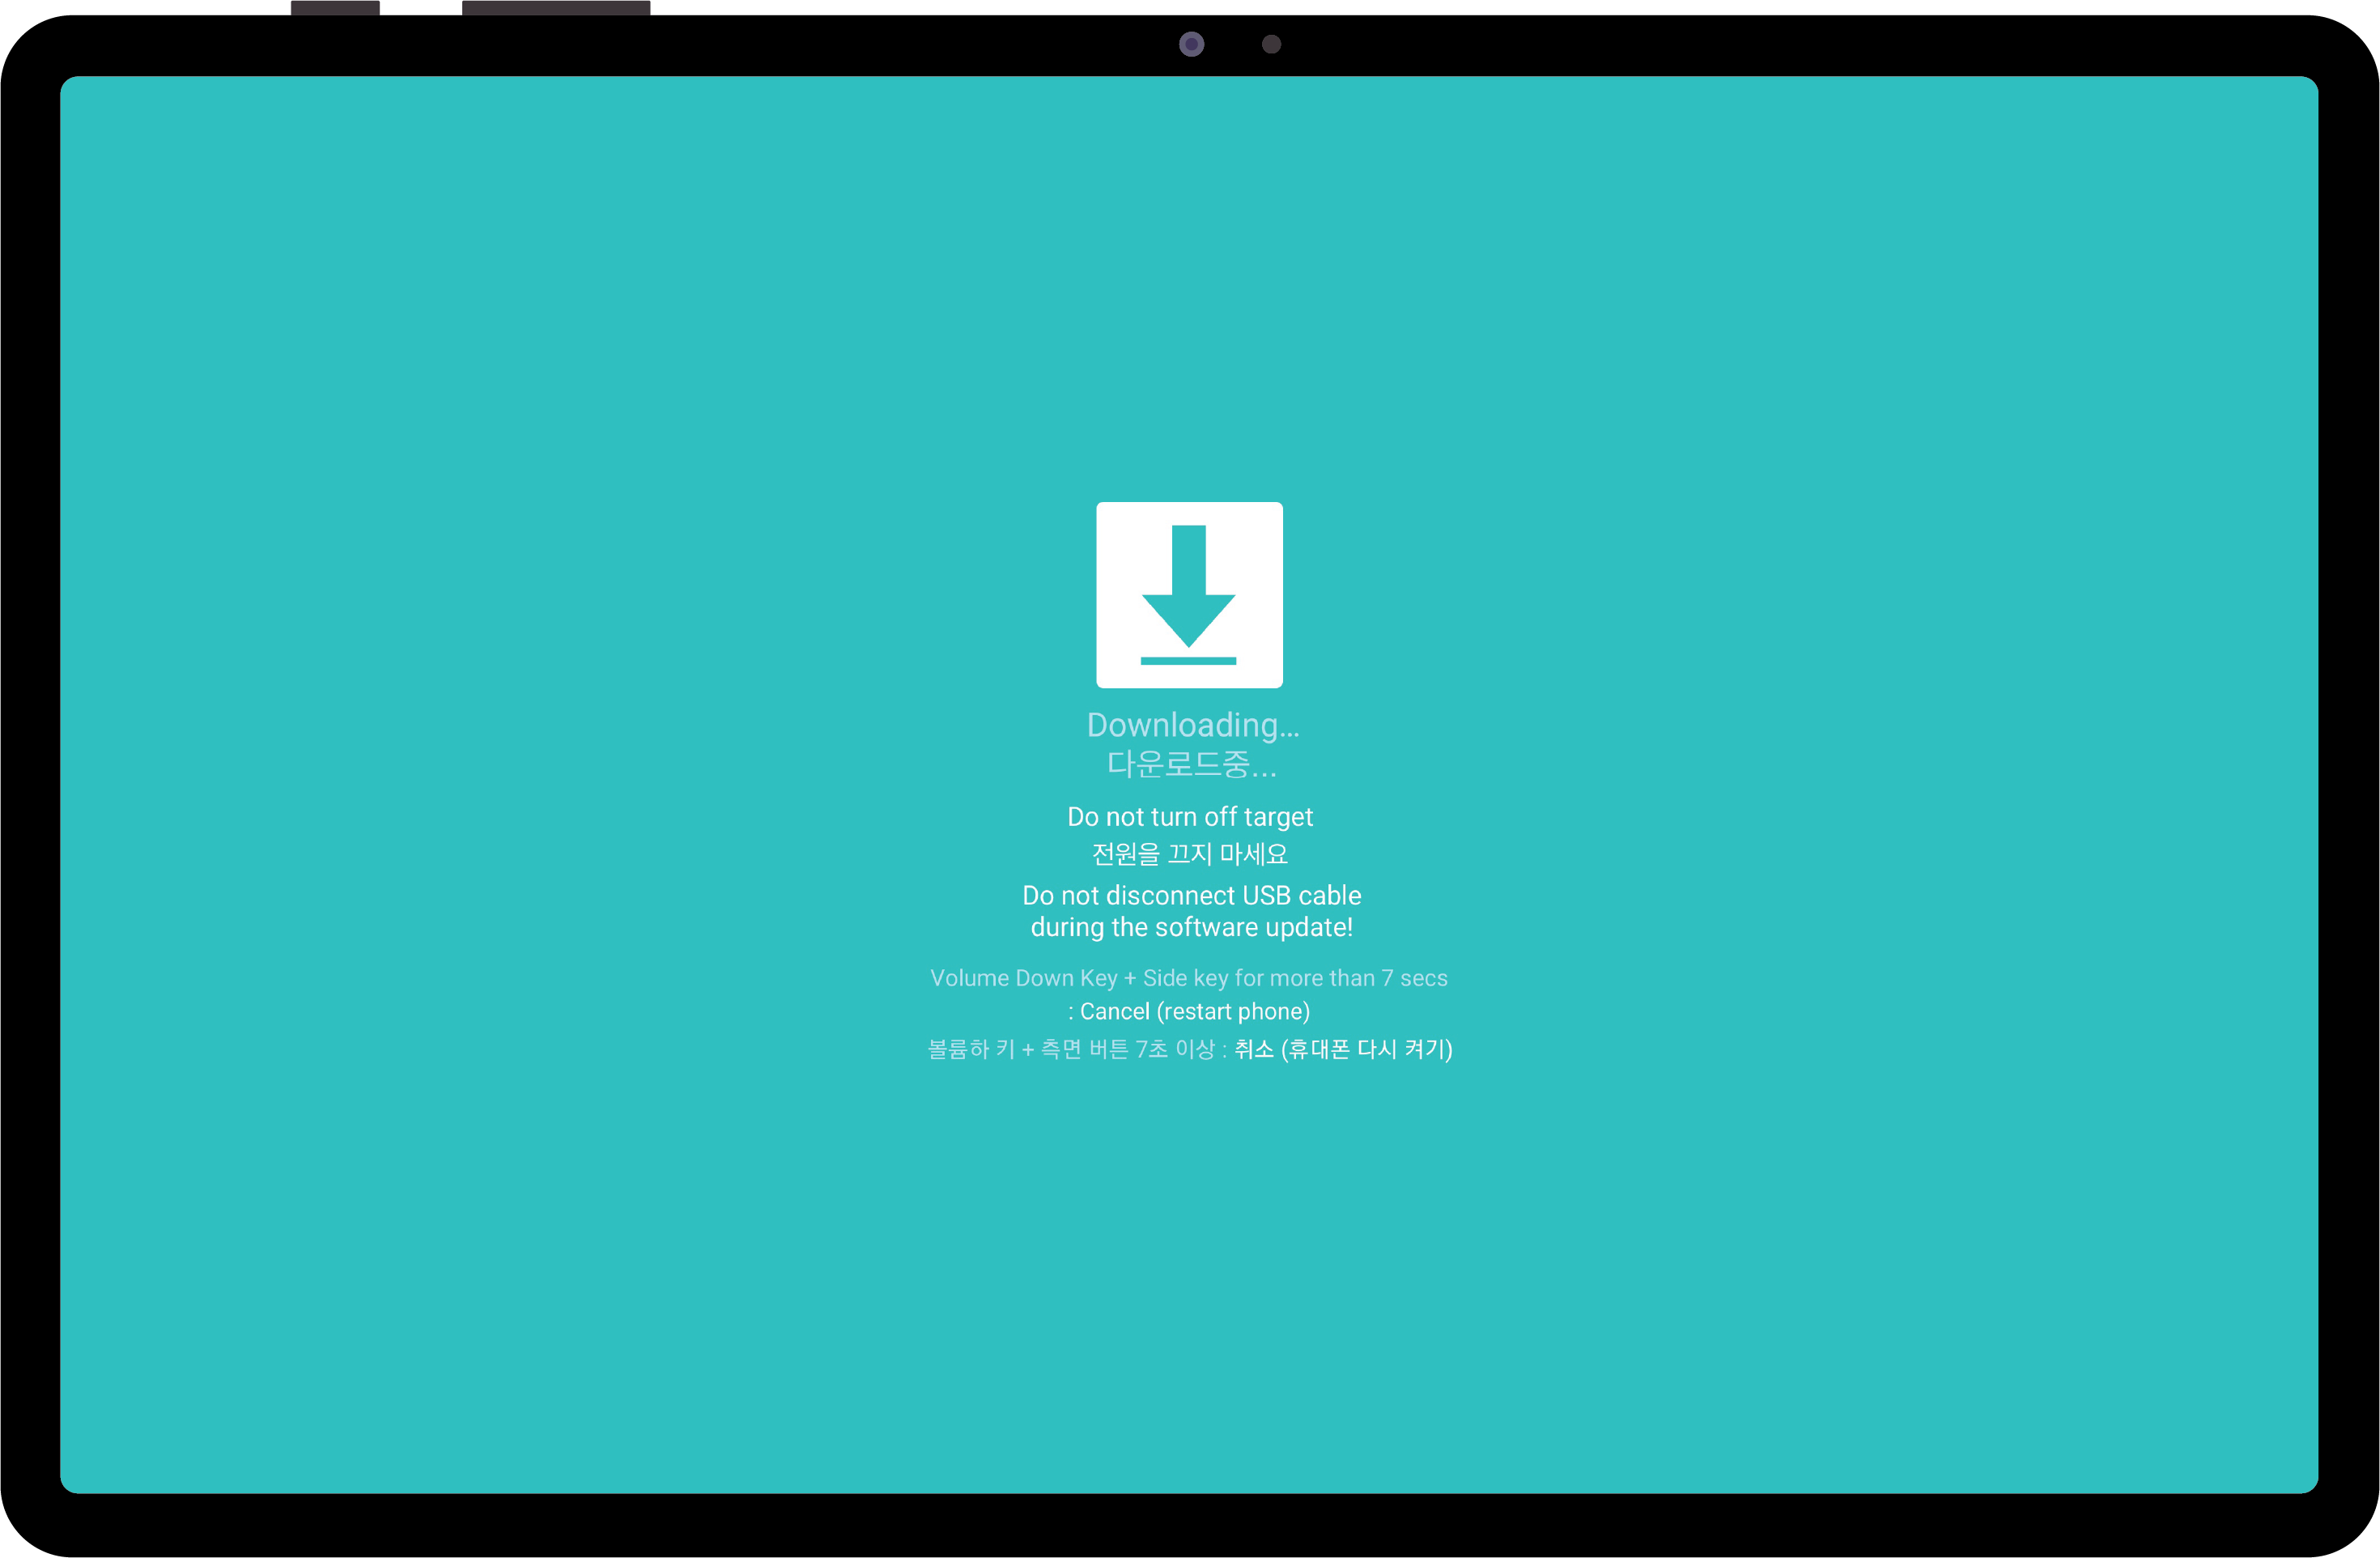 Downloading...
다운로드중...
Do not turn off target
전원을 끄지 마세요
Do not disconnect USB cable
during the software update!
Volume Down Key + Side key for more than 7 secs
: Cancel (restart phone)
볼륨하 키 + 측면 버튼 7초 이상 : 취소 (휴대폰 다시 켜기)